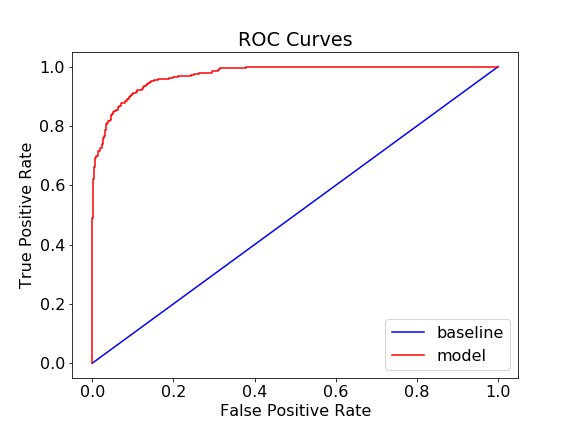 ROC Curves
True Positive Rate
1.0
0.8
0.6
0.4
0.2
0.0
0.0 0.2 0.4 0.6 0.8 1.0
False Positive Rate
baseline
model